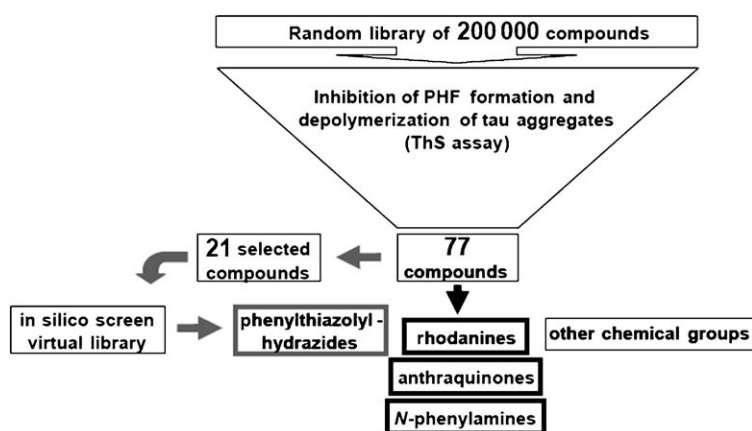 Random library of 200 000 compounds
Inhibition of PHF formation and
depolymerization of tau aggregates
(ThS assay)
21 selected
compounds
77
compounds
in silico screen
virtual library
phenylthiazolyl-
hydrazides
rhodanines
other chemical groups
anthraquinones
N-phenylamines